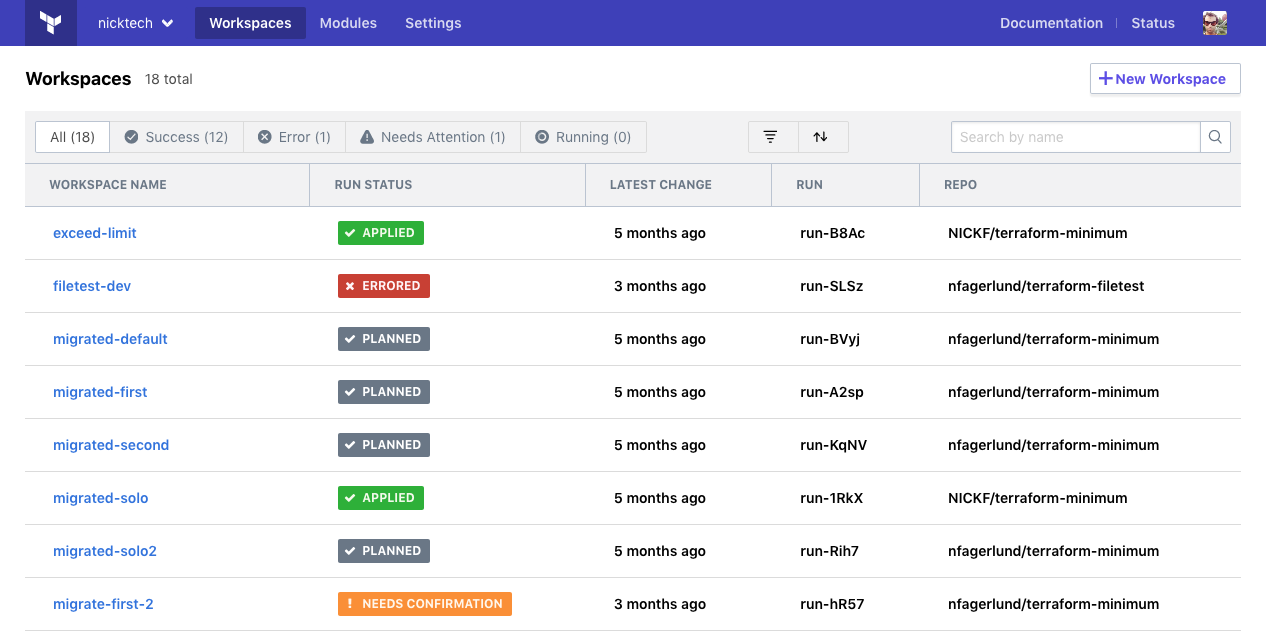 nicktech Workspaces Modules Settings Documentation Status
Workspaces 18 total + New Workspace
All (18) Success (12) Error (1) Needs Attention (1) Running (0) Search by name
WORKSPACE NAME RUN STATUS LATEST CHANGE RUN REPO
exceed-limit APPLIED 5 months ago run-B8Ac NICKF/terraform-minimum
filetest-dev ERRORED 3 months ago run-SLSz nfagerlund/terraform-filetest
migrated-default PLANNED 5 months ago run-BVyj nfagerlund/terraform-minimum
migrated-first PLANNED 5 months ago run-A2sp nfagerlund/terraform-minimum
migrated-second PLANNED 5 months ago run-KqNV nfagerlund/terraform-minimum
migrated-solo APPLIED 5 months ago run-1RkX NICKF/terraform-minimum
migrated-solo2 PLANNED 5 months ago run-Rih7 nfagerlund/terraform-minimum
migrate-first-2 ! NEEDS CONFIRMATION 3 months ago run-hR57 nfagerlund/terraform-minimum